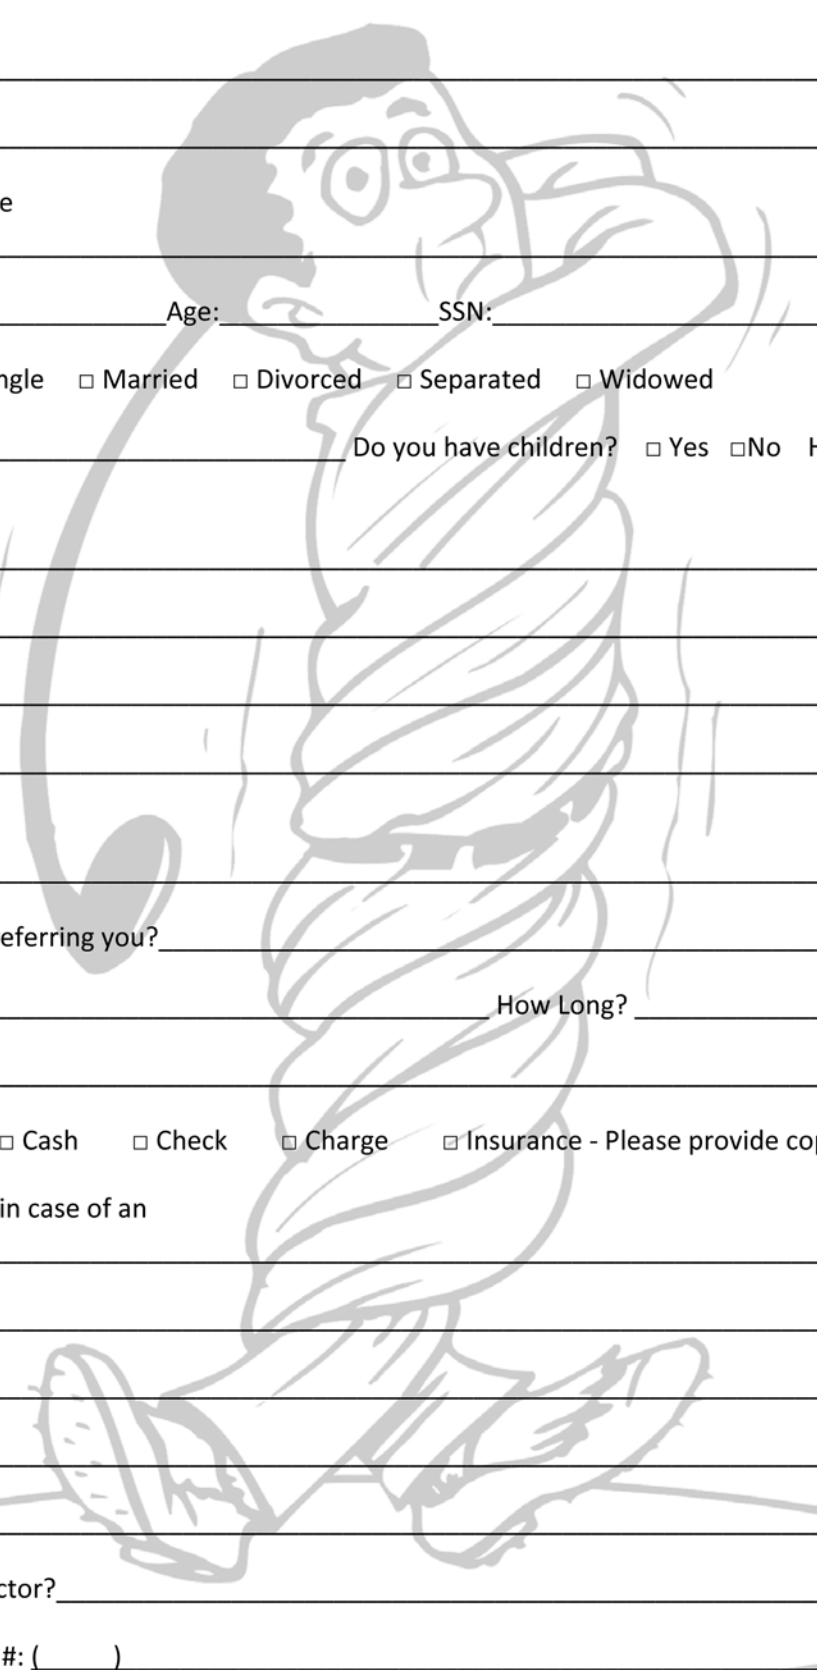 e
Age: SSN:
ngle □ Married □ Divorced □ Separated □ Widowed
Do you have children? □ Yes □No H
eferring you?
How Long?
□ Cash □ Check □ Charge □ Insurance - Please provide cop
in case of an
ctor?
#: ( )